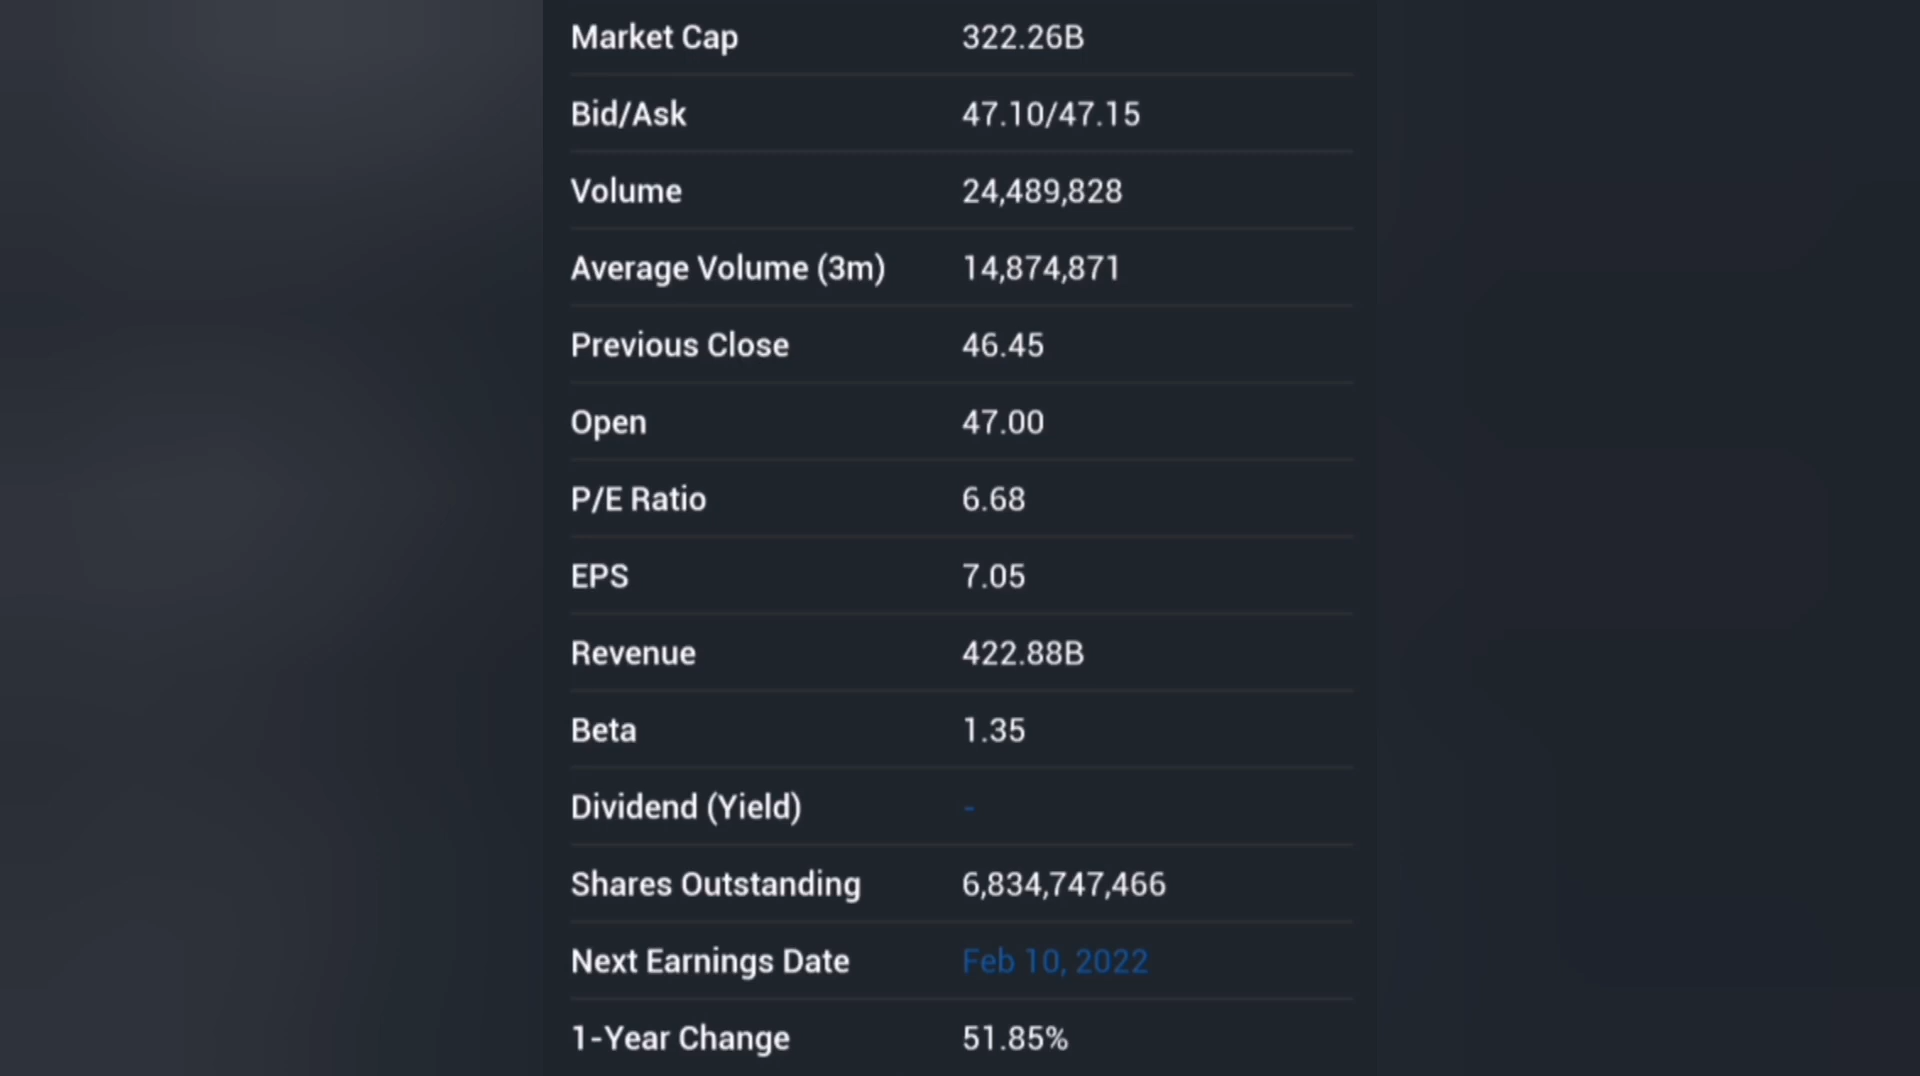 Market Cap 322.26B
Bid/Ask 47.10/47.15
Volume 24,489,828
Average Volume (3m) 14,874,871
Previous Close 46.45
Open 47.00
P/E Ratio 6.68
EPS 7.05
Revenue 422.88B
Beta 1.35
Dividend (Yield) -
Shares Outstanding 6,834,747,466
Next Earnings Date Feb 10, 2022
1-Year Change 51.85%